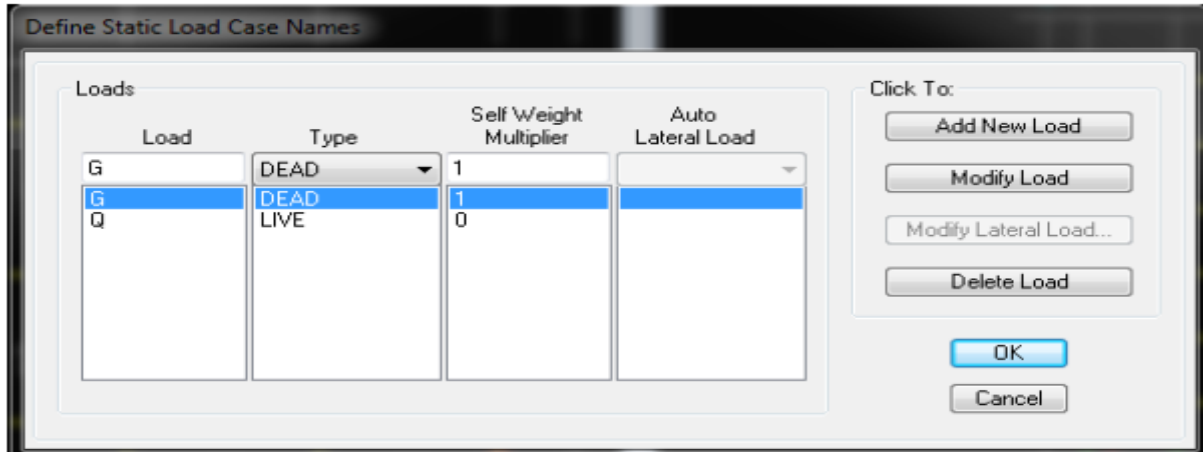 Define Static Load Case Names
Loads
Load Type Self Weight Multiplier Auto Lateral Load
G DEAD 1
G DEAD 1
Q LIVE 0
Click To:
Add New Load
Modify Load
Modify Lateral Load...
Delete Load
OK
Cancel